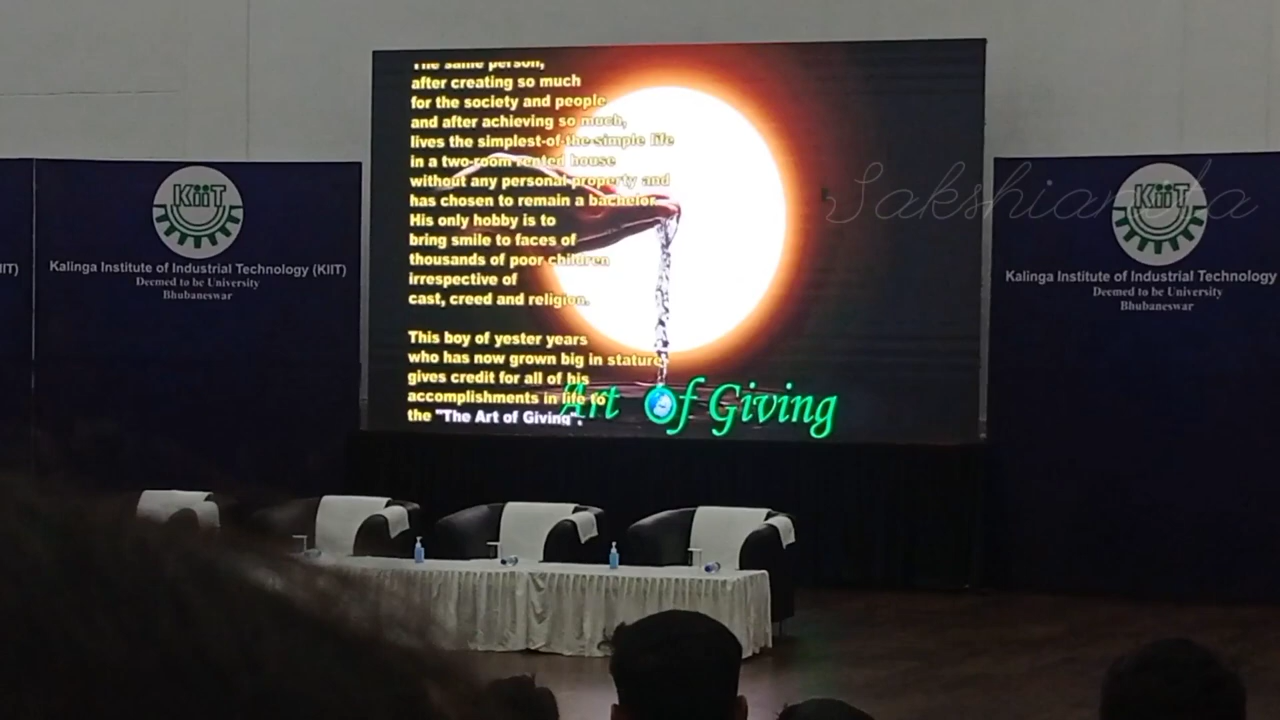 The same person,
after creating so much
for the society and people
and after achieving so much,
lives the simplest-of-the-simple life
in a two-room rented house
without any personal property and
has chosen to remain a bachelor.
His only hobby is to
bring smile to faces of
thousands of poor children
irrespective of
cast, creed and religion.
This boy of yester years
who has now grown big in stature,
gives credit for all of his
accomplishments in life to
the "The Art of Giving".
Art Of Giving
IIT)
KiiT
Kalinga Institute of Industrial Technology (KIIT)
Deemed to be University
Bhubaneswar
KiiT
Kalinga Institute of Industrial Technology
Deemed to be University
Bhubaneswar
Sakshiamita